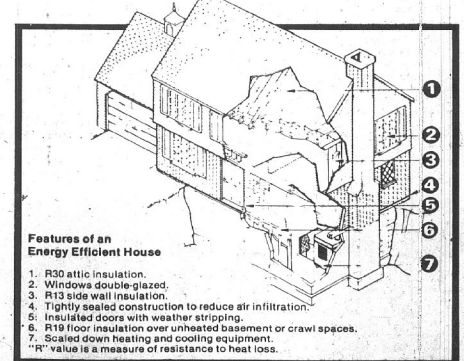 1
2
3
4
5
6
7
Features of an
Energy Efficient House
1. R30 attic insulation.
2. Windows double-glazed.
3. R13 side wall insulation.
4. Tightly sealed construction to reduce air infiltration.
5: Insulated doors with weather stripping.
6. R19 floor insulation over unheated basement or crawl spaces.
7. Scaled down heating and cooling equipment.
"R" value is a measure of resistance to heat loss.